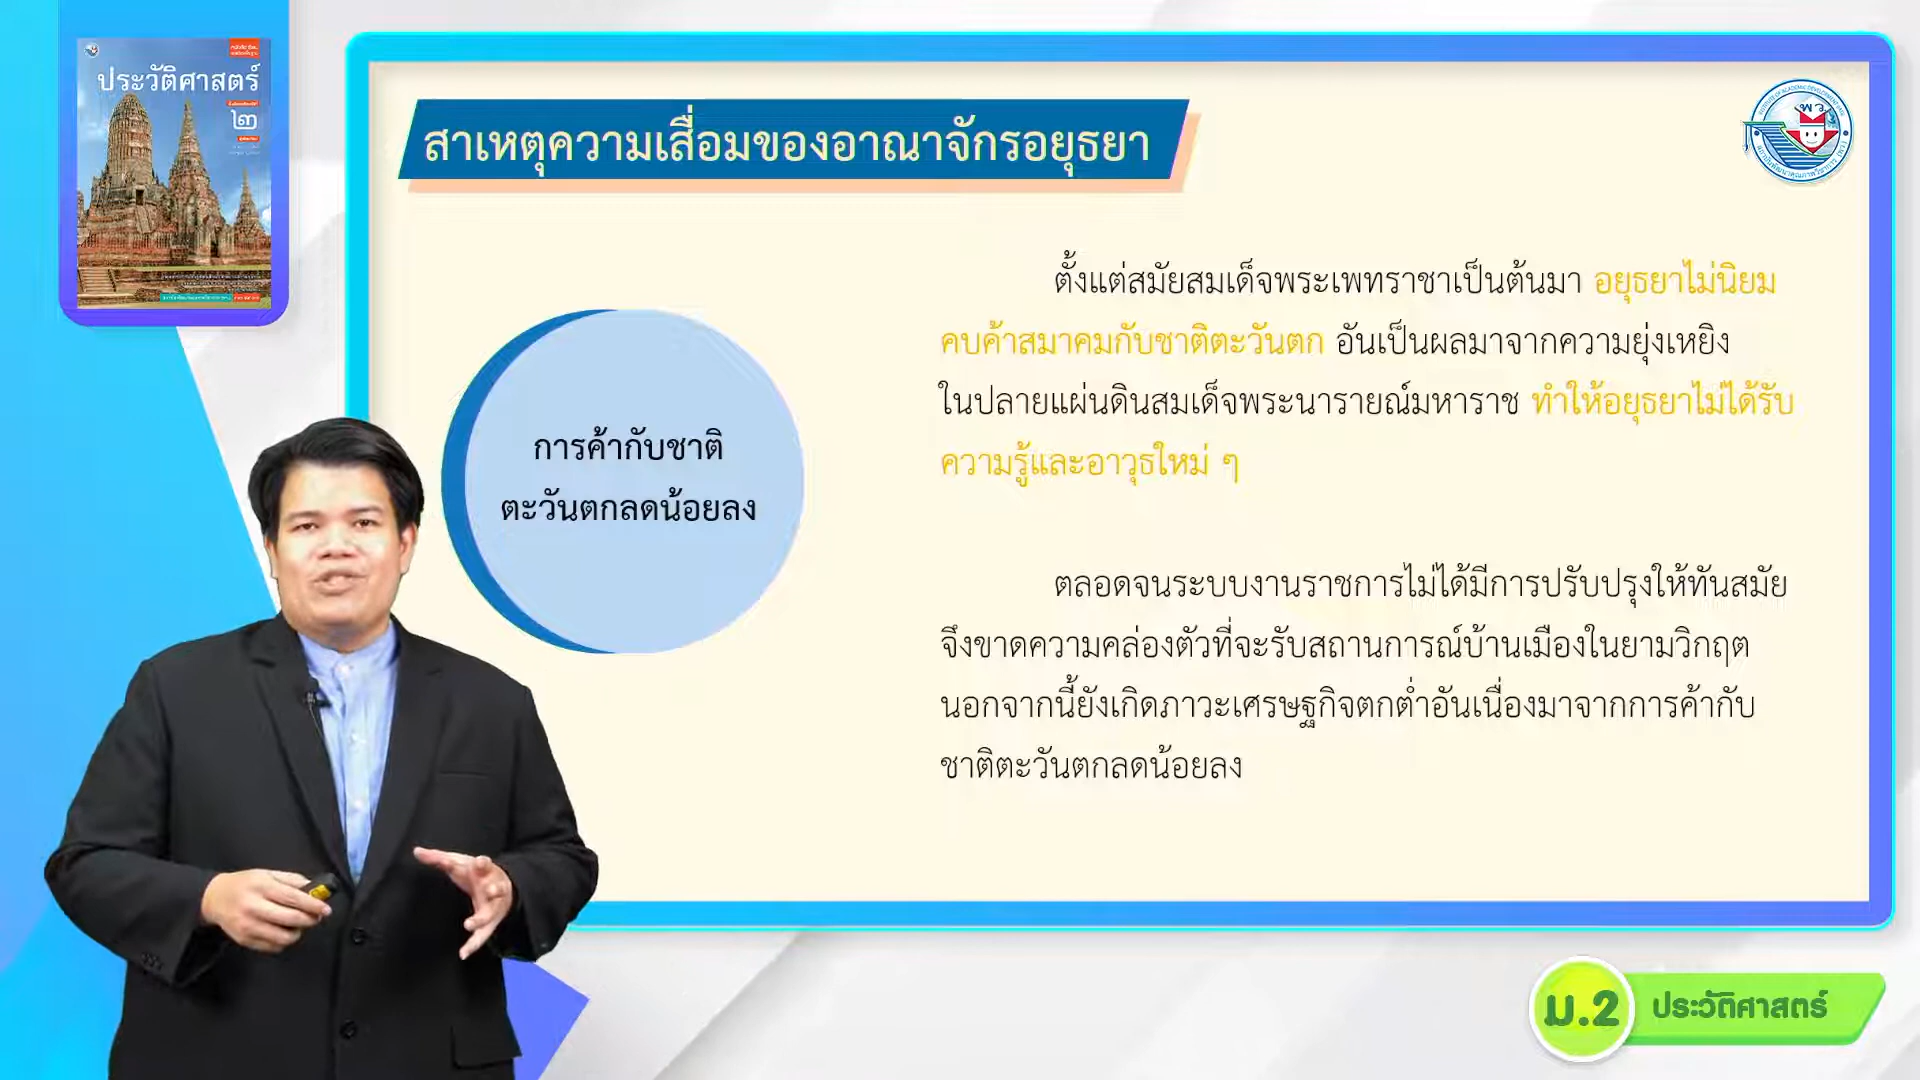 ประวัติศาสตร์
๒
สาเหตุความเสื่อมของอาณาจักรอยุธยา
พว
การค้ากับชาติ
ตะวันตกลดน้อยลง
ตั้งแต่สมัยสมเด็จพระเพทราชาเป็นต้นมา อยุธยาไม่นิยม
คบค้าสมาคมกับชาติตะวันตก อันเป็นผลมาจากความยุ่งเหยิง
ในปลายแผ่นดินสมเด็จพระนารายณ์มหาราช ทำให้อยุธยาไม่ได้รับ
ความรู้และอาวุธใหม่ ๆ
ตลอดจนระบบงานราชการไม่ได้มีการปรับปรุงให้ทันสมัย
จึงขาดความคล่องตัวที่จะรับสถานการณ์บ้านเมืองในยามวิกฤต
นอกจากนี้ยังเกิดภาวะเศรษฐกิจตกต่ำอันเนื่องมาจากการค้ากับ
ชาติตะวันตกลดน้อยลง
ม.2
ประวัติศาสตร์